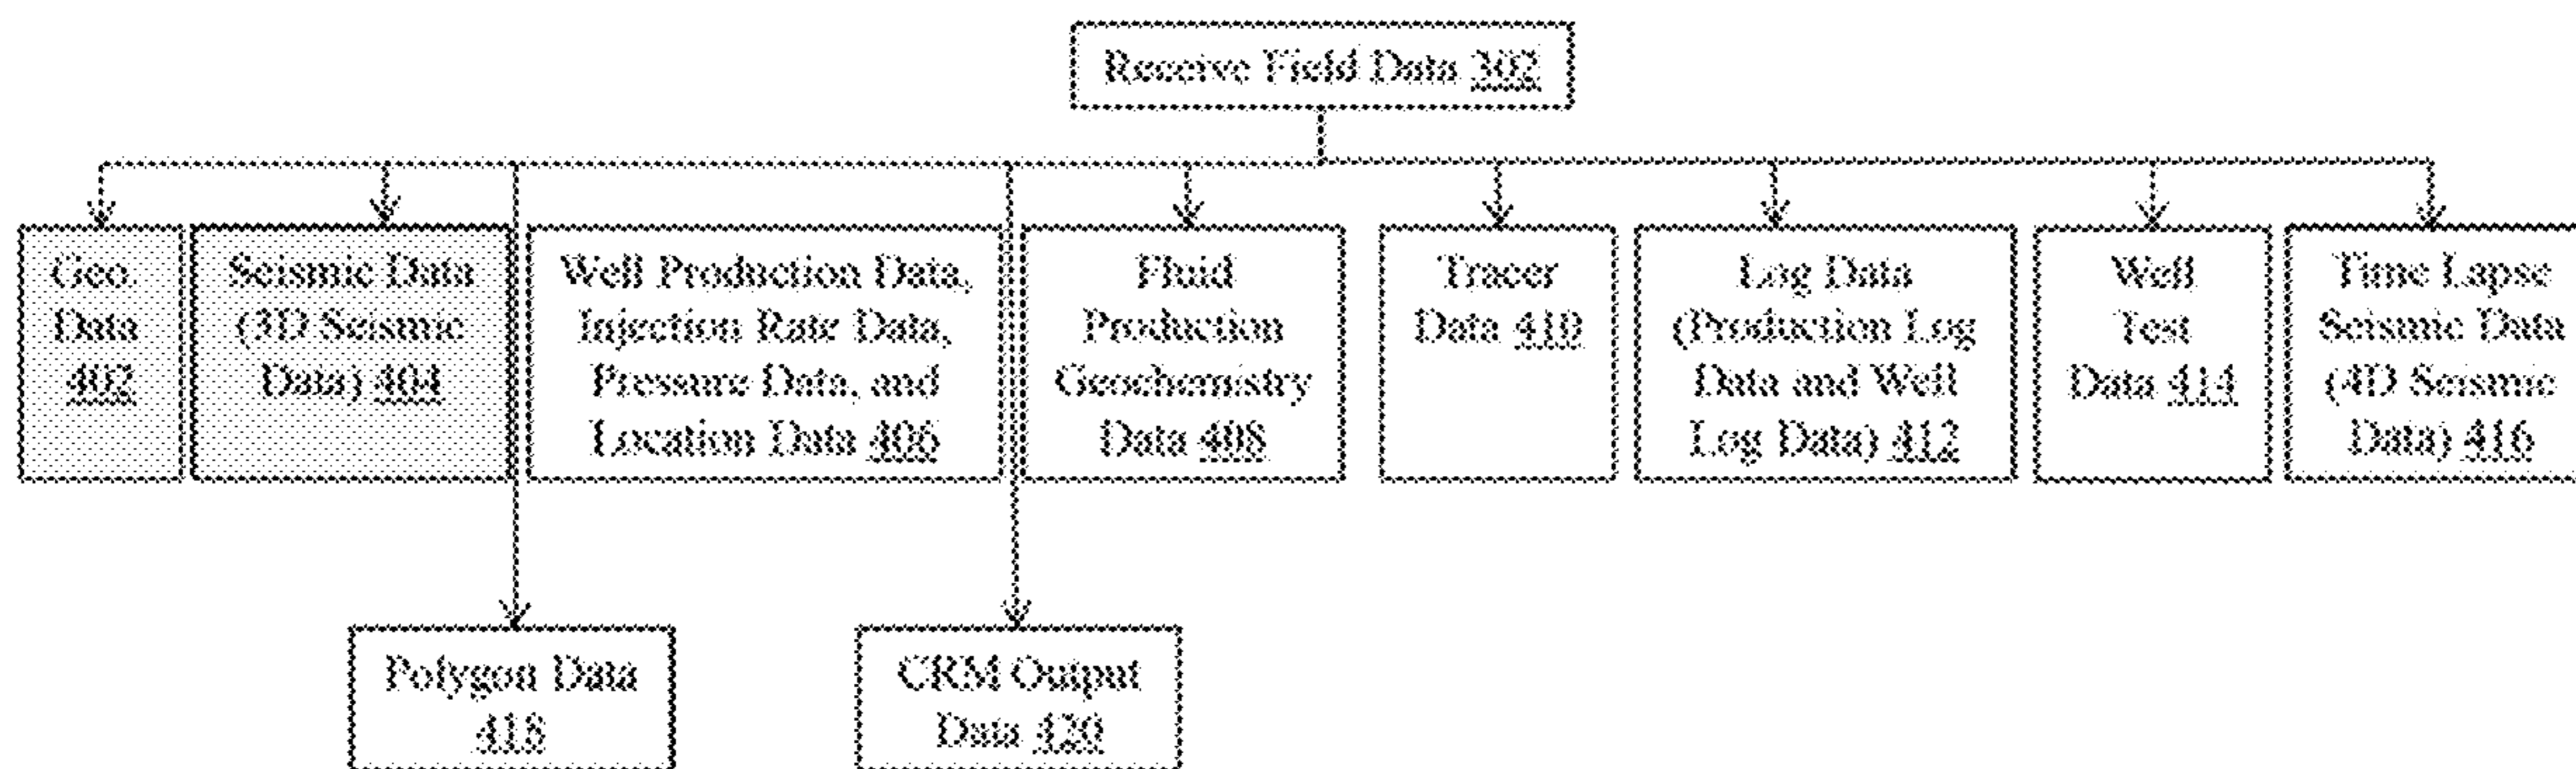 Receive Field Data 302
Geo.
Data
402
Seismic Data
(3D Seismic
Data) 404
Well Production Data,
Injection Rate Data,
Pressure Data, and
Location Data 406
Fluid
Production
Geochemistry
Data 408
Tracer
Data 410
Log Data
(Production Log
Data and Well
Log Data) 412
Well
Test
Data 414
Time Lapse
Seismic Data
(4D Seismic
Data) 416
Polygon Data
418
CRM Output
Data 420